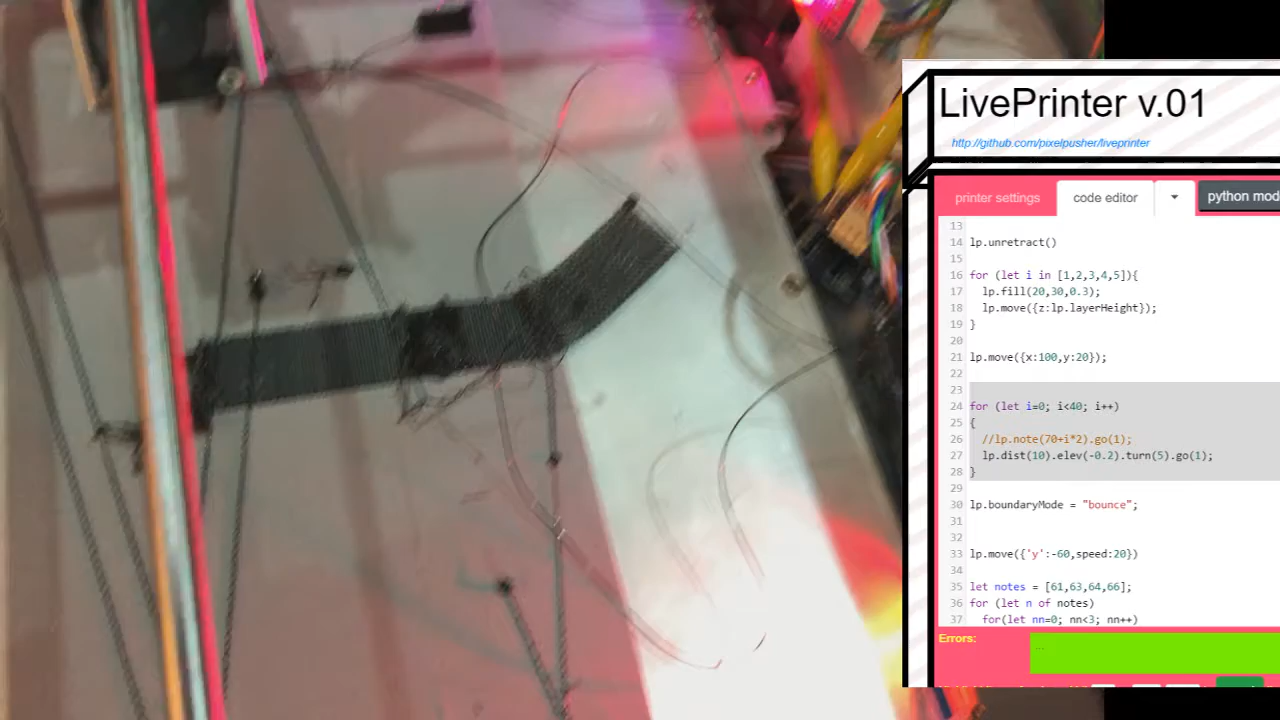 LivePrinter v.01
http://github.com/pixelpusher/liveprinter
printer settings code editor python mod
13
14 lp.unretract()
15
16 for (let i in [1,2,3,4,5]){
17 lp.fill(20,30,0.3);
18 lp.move({z:lp.layerHeight});
19 }
20
21 lp.move({x:100,y:20});
22
23
24 for (let i=0; i<40; i++)
25 {
26 //lp.note(70+i*2).go(1);
27 lp.dist(10).elev(-0.2).turn(5).go(1);
28 }
29
30 lp.boundaryMode = "bounce";
31
32
33 lp.move({'y':-60,speed:20})
34
35 let notes = [61,63,64,66];
36 for (let n of notes)
37 for(let nn=0; nn<3; nn++)
Errors:
...